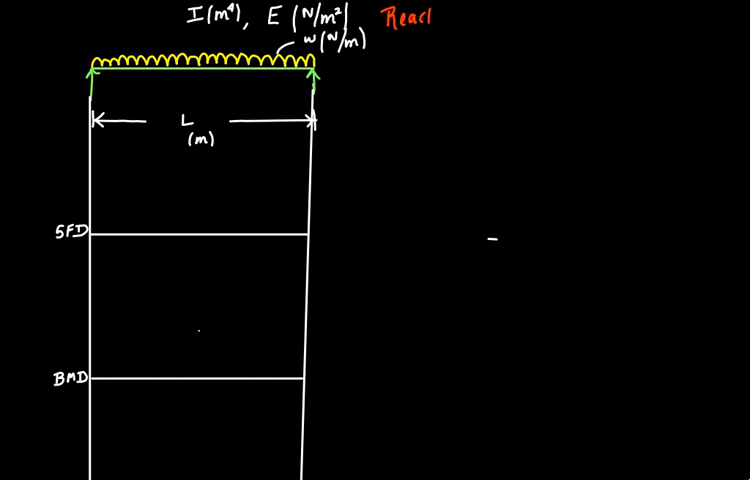 I(m⁴), E (N/m²) Reacl
w(N/m)
L
(m)
SFD
BMD